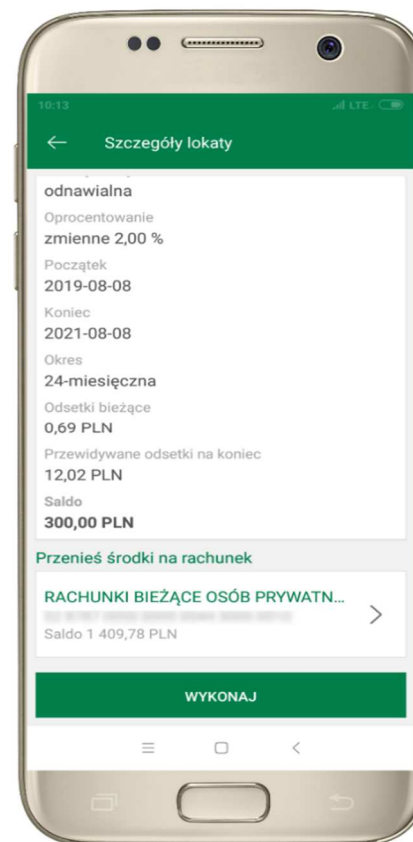 10:13
LTE
Szczegóły lokaty
odnawialna
Oprocentowanie
zmienne 2,00 %
Początek
2019-08-08
Koniec
2021-08-08
Okres
24-miesięczna
Odsetki bieżące
0,69 PLN
Przewidywane odsetki na koniec
12,02 PLN
Saldo
300,00 PLN
Przenieś środki na rachunek
RACHUNKI BIEŻĄCE OSÓB PRYWATN...
Saldo 1 409,78 PLN
WYKONAJ